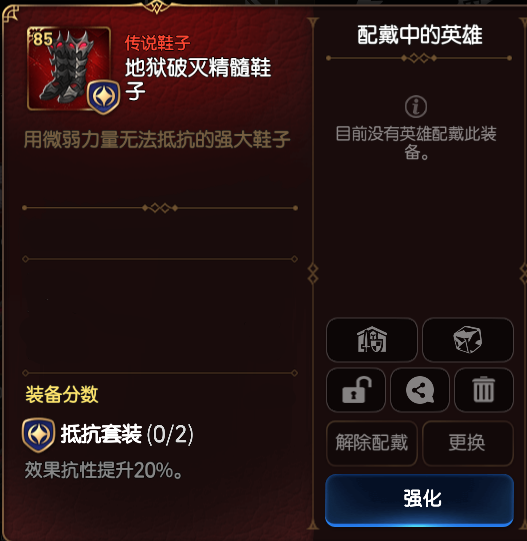 85
传说鞋子
地狱破灭精髓鞋
子
用微弱力量无法抵抗的强大鞋子
装备分数
抵抗套装(0/2)
效果抗性提升20%。
配戴中的英雄
目前没有英雄配戴此装
备。
解除配戴
更换
强化